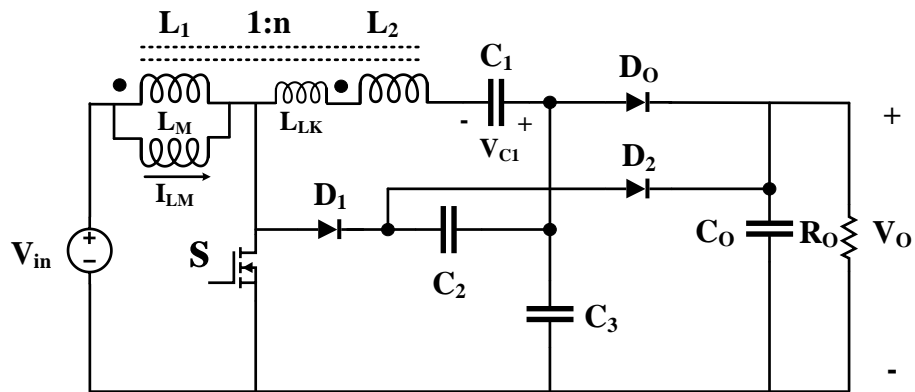 L1 1:n L2
C1
DO
LM
LLK
- +
VC1
ILM
D1
D2
+
Vin
+
−
S
C2
C3
CO
RO
VO
-